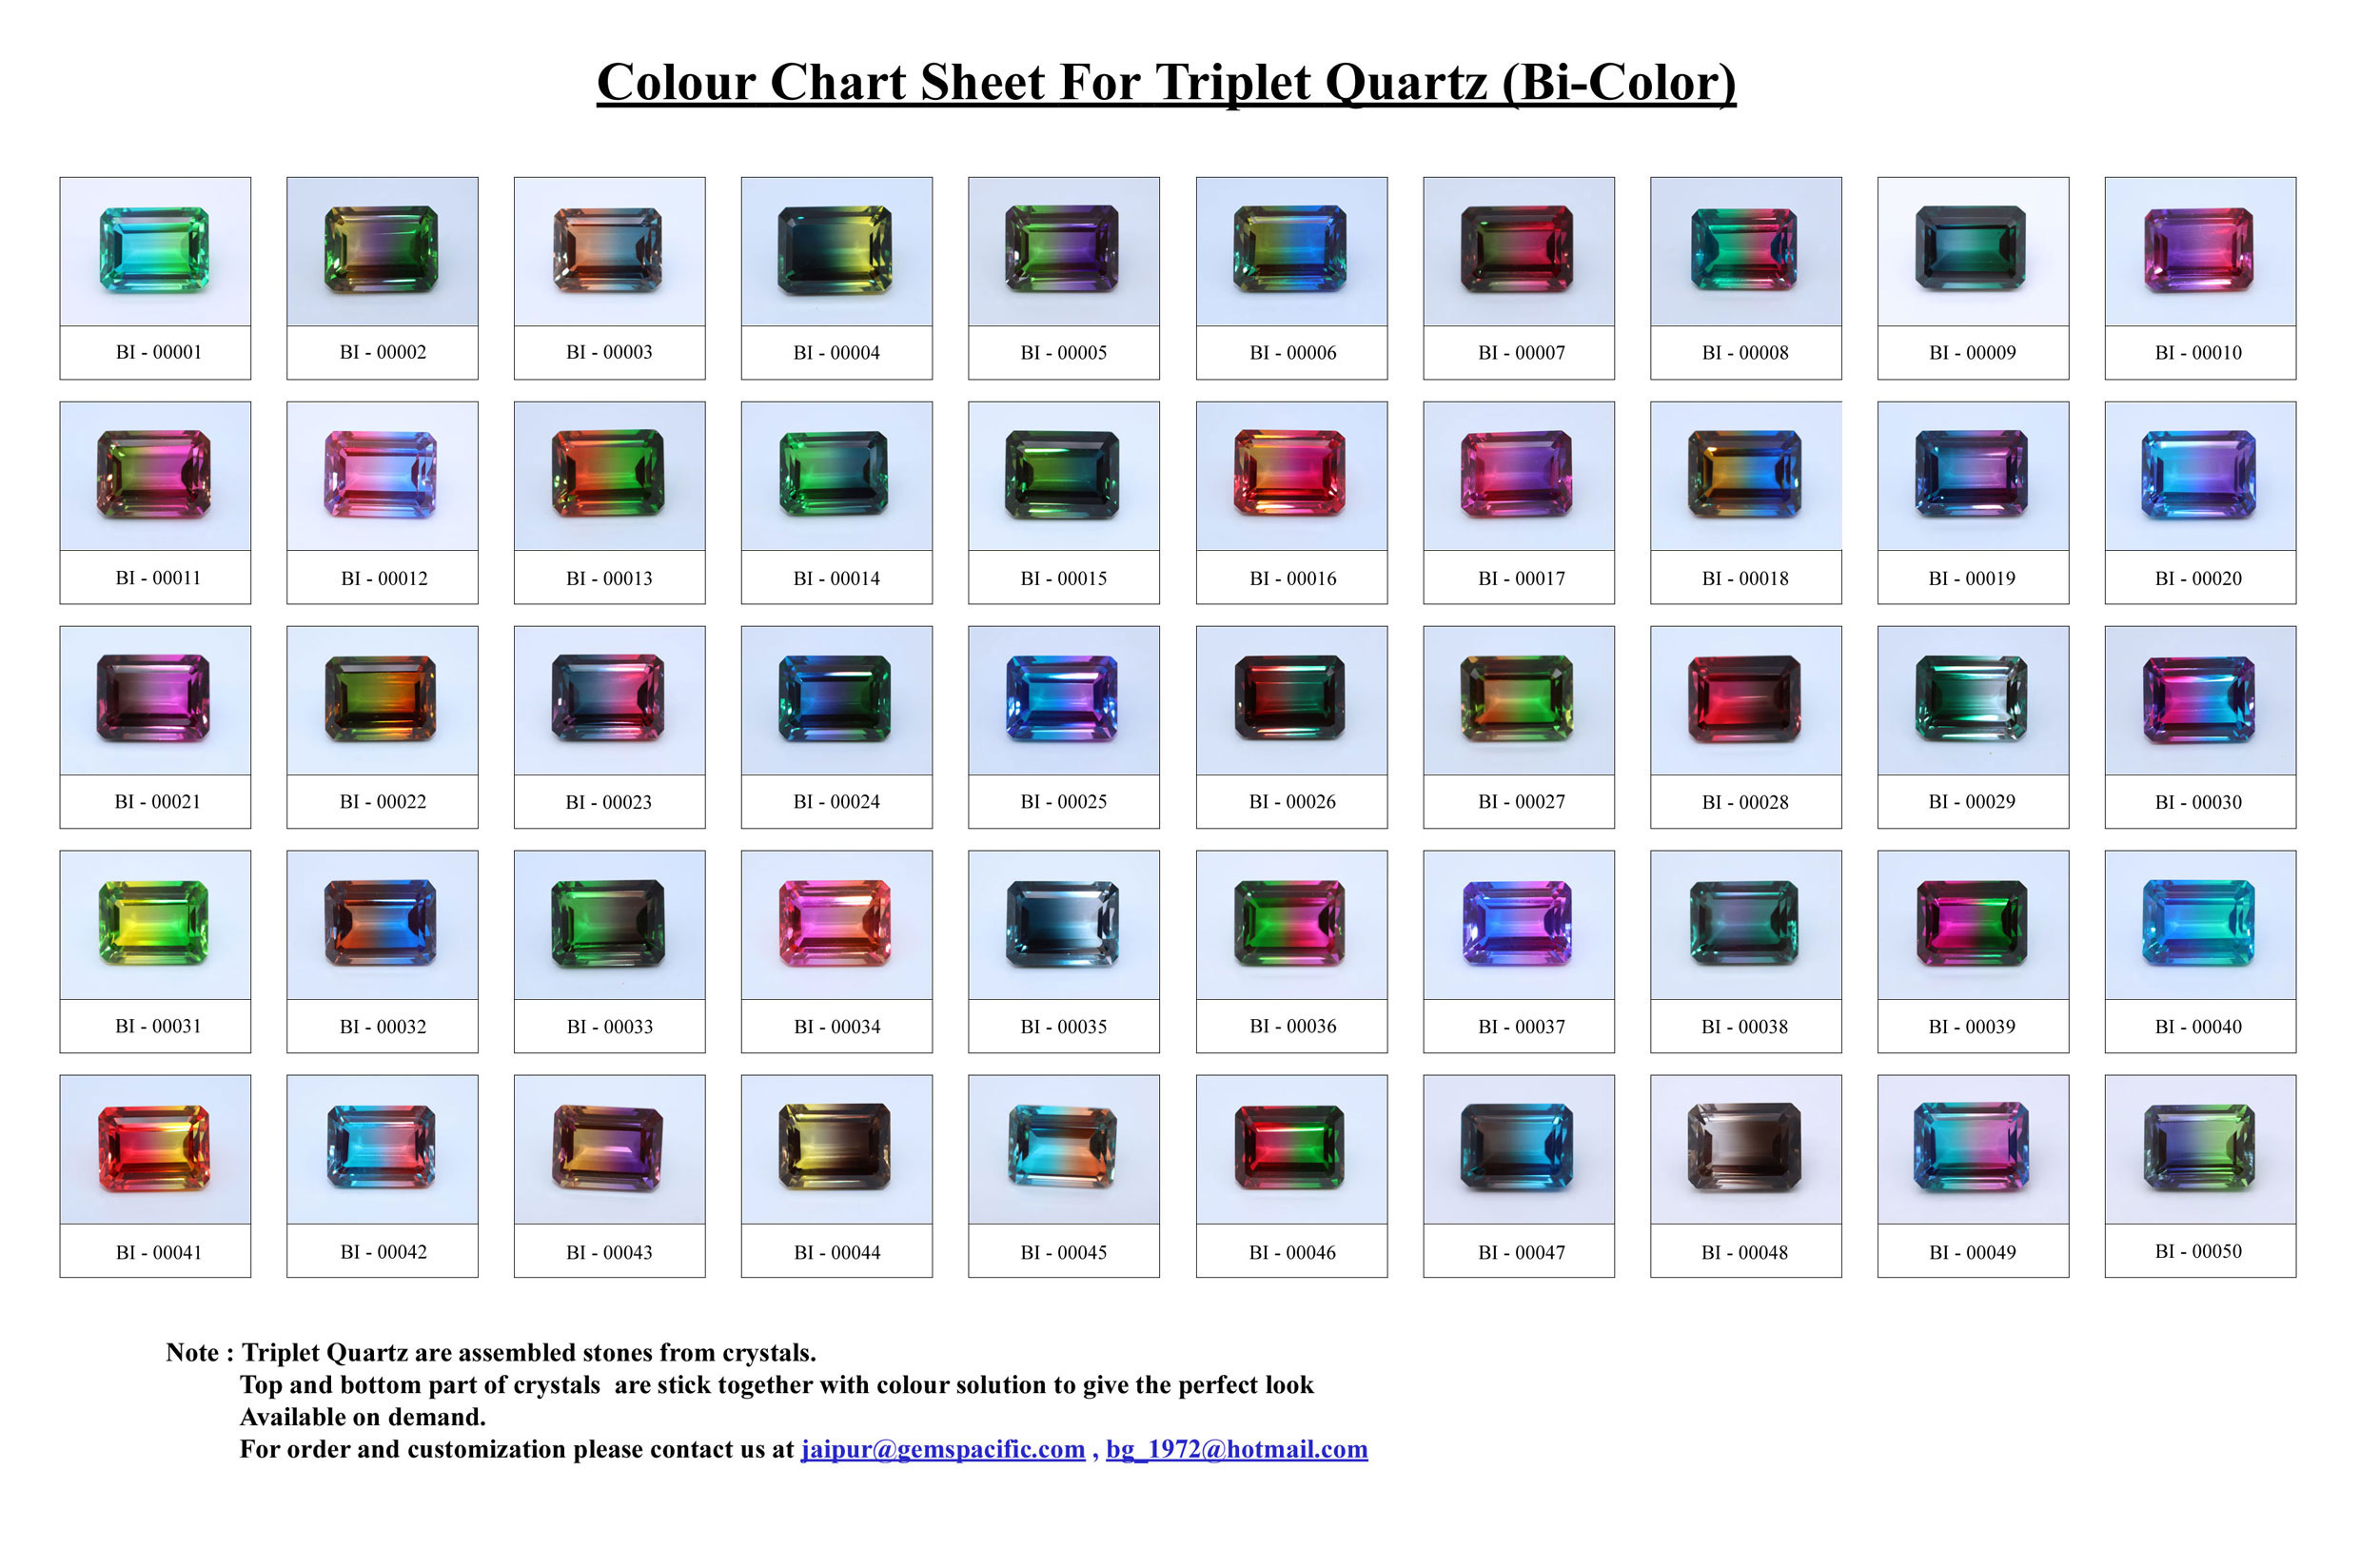 Colour Chart Sheet For Triplet Quartz (Bi-Color)
BI - 00001 BI - 00002 BI - 00003 BI - 00004 BI - 00005 BI - 00006 BI - 00007 BI - 00008 BI - 00009 BI - 00010
BI - 00011 BI - 00012 BI - 00013 BI - 00014 BI - 00015 BI - 00016 BI - 00017 BI - 00018 BI - 00019 BI - 00020
BI - 00021 BI - 00022 BI - 00023 BI - 00024 BI - 00025 BI - 00026 BI - 00027 BI - 00028 BI - 00029 BI - 00030
BI - 00031 BI - 00032 BI - 00033 BI - 00034 BI - 00035 BI - 00036 BI - 00037 BI - 00038 BI - 00039 BI - 00040
BI - 00041 BI - 00042 BI - 00043 BI - 00044 BI - 00045 BI - 00046 BI - 00047 BI - 00048 BI - 00049 BI - 00050
Note : Triplet Quartz are assembled stones from crystals.
Top and bottom part of crystals are stick together with colour solution to give the perfect look
Available on demand.
For order and customization please contact us at jaipur@gemspacific.com , bg_1972@hotmail.com